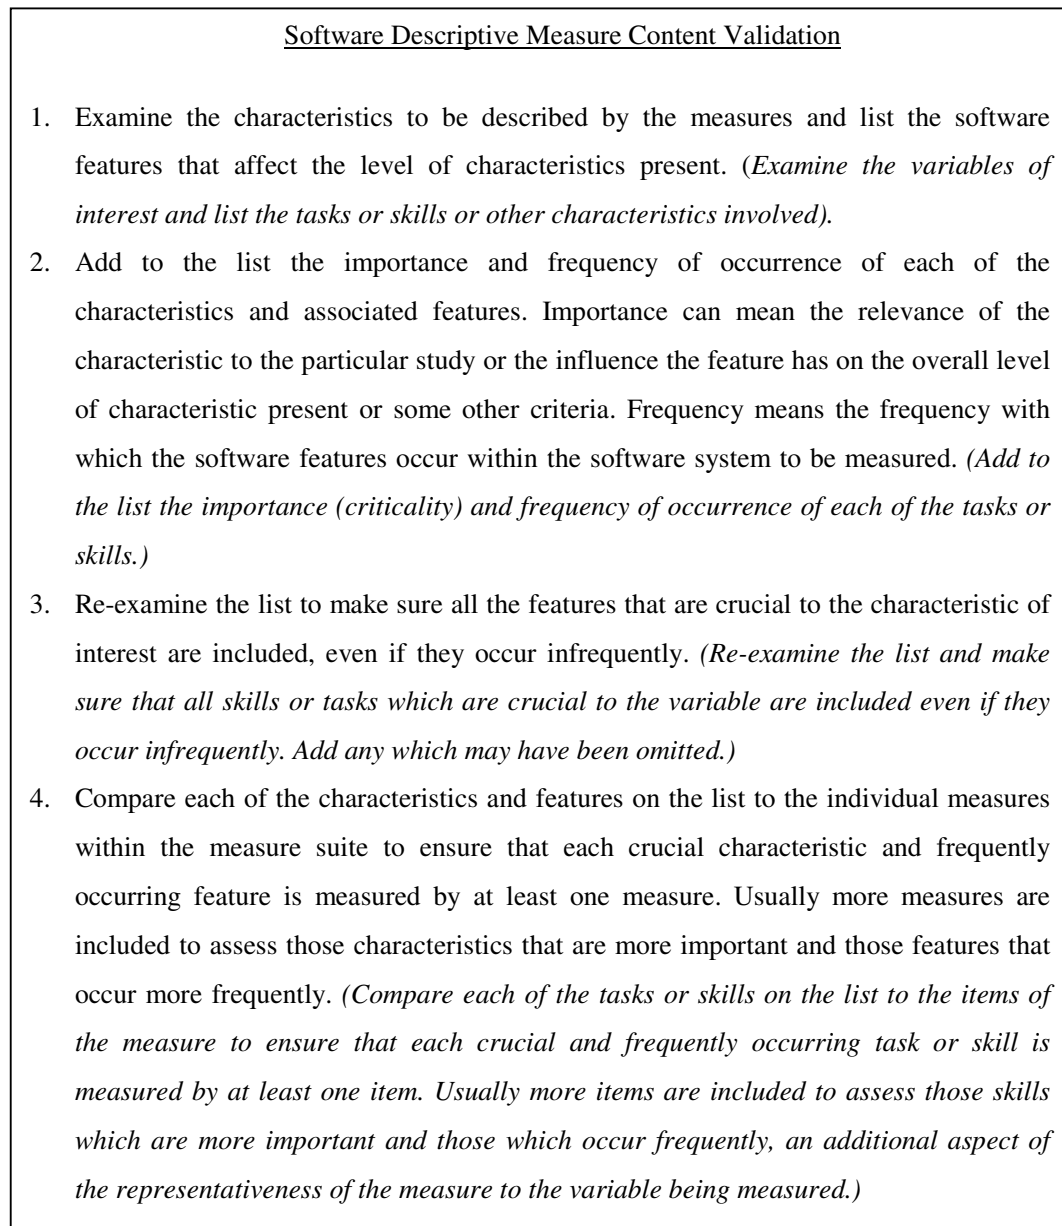 Software Descriptive Measure Content Validation
1. Examine the characteristics to be described by the measures and list the software
features that affect the level of characteristics present. (Examine the variables of
interest and list the tasks or skills or other characteristics involved).
2. Add to the list the importance and frequency of occurrence of each of the
characteristics and associated features. Importance can mean the relevance of the
characteristic to the particular study or the influence the feature has on the overall level
of characteristic present or some other criteria. Frequency means the frequency with
which the software features occur within the software system to be measured. (Add to
the list the importance (criticality) and frequency of occurrence of each of the tasks or
skills.)
3. Re-examine the list to make sure all the features that are crucial to the characteristic of
interest are included, even if they occur infrequently. (Re-examine the list and make
sure that all skills or tasks which are crucial to the variable are included even if they
occur infrequently. Add any which may have been omitted.)
4. Compare each of the characteristics and features on the list to the individual measures
within the measure suite to ensure that each crucial characteristic and frequently
occurring feature is measured by at least one measure. Usually more measures are
included to assess those characteristics that are more important and those features that
occur more frequently. (Compare each of the tasks or skills on the list to the items of
the measure to ensure that each crucial and frequently occurring task or skill is
measured by at least one item. Usually more items are included to assess those skills
which are more important and those which occur frequently, an additional aspect of
the representativeness of the measure to the variable being measured.)